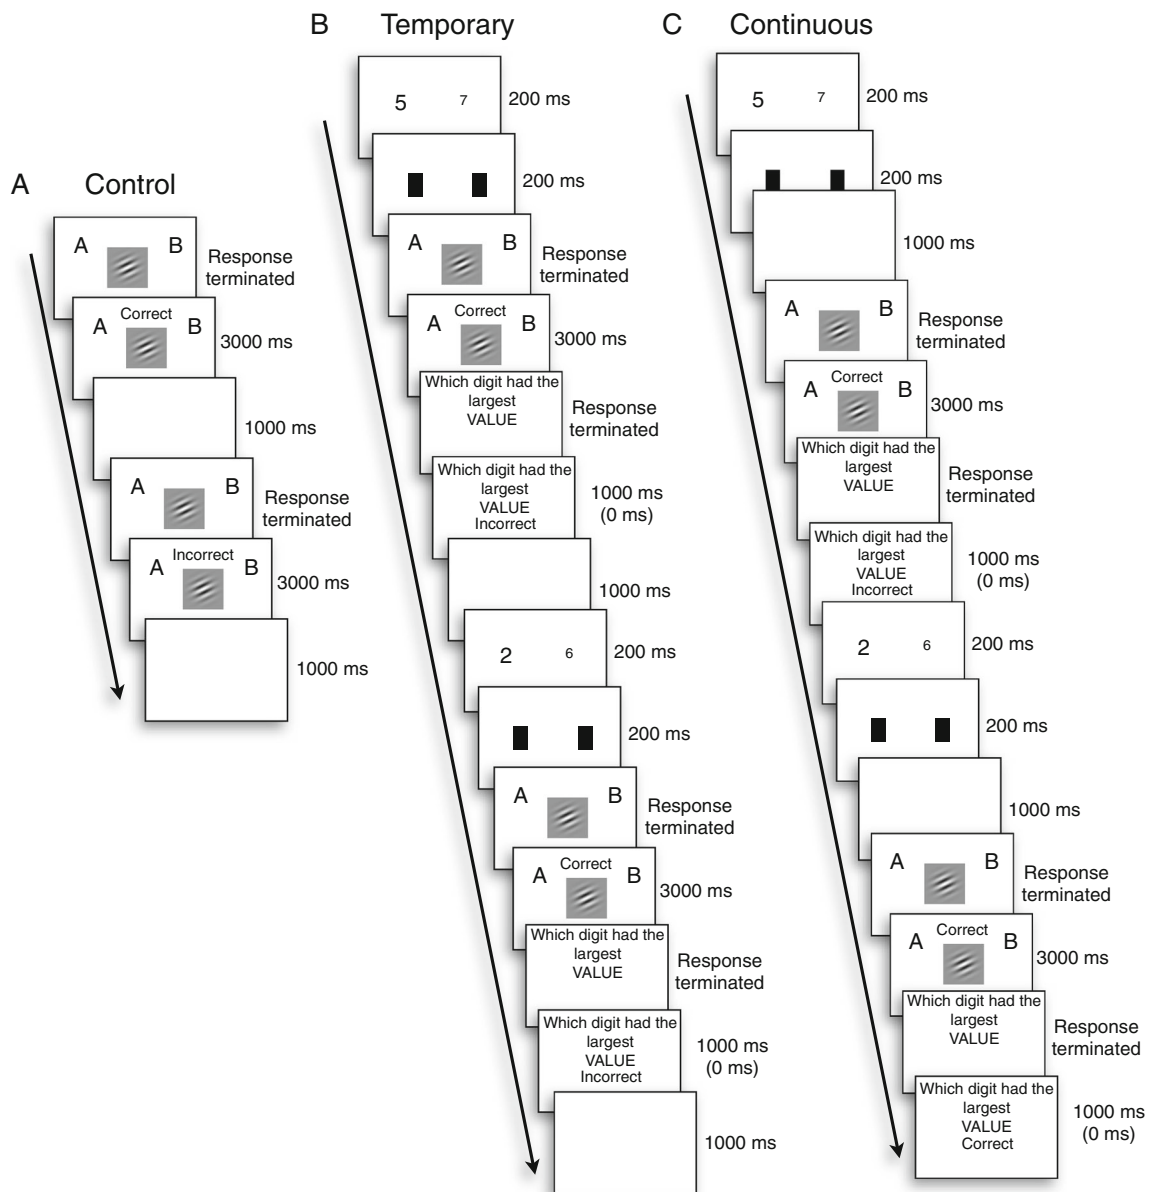 A Control
A B
Response
terminated
Correct
A B
3000 ms
1000 ms
A B
Response
terminated
Incorrect
A B
3000 ms
1000 ms
B Temporary
5 7
200 ms
200 ms
A B
Response
terminated
Correct
A B
3000 ms
Which digit had the
largest
VALUE
Response
terminated
Which digit had the
largest
VALUE
Incorrect
1000 ms
(0 ms)
1000 ms
2 6
200 ms
200 ms
A B
Response
terminated
Correct
A B
3000 ms
Which digit had the
largest
VALUE
Response
terminated
Which digit had the
largest
VALUE
Incorrect
1000 ms
(0 ms)
1000 ms
C Continuous
5 7
200 ms
200 ms
1000 ms
A B
Response
terminated
Correct
A B
3000 ms
Which digit had the
largest
VALUE
Response
terminated
Which digit had the
largest
VALUE
Incorrect
1000 ms
(0 ms)
2 6
200 ms
200 ms
1000 ms
A B
Response
terminated
Correct
A B
3000 ms
Which digit had the
largest
VALUE
Response
terminated
Which digit had the
largest
VALUE
Correct
1000 ms
(0 ms)